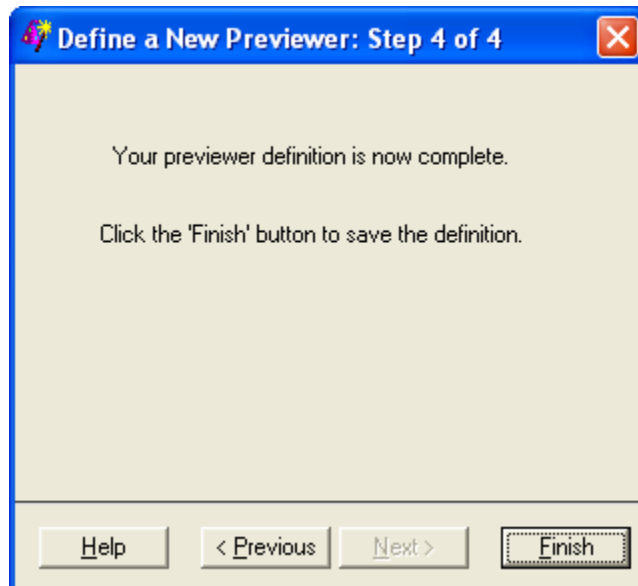 Define a New Previewer: Step 4 of 4
Your previewer definition is now complete.
Click the 'Finish' button to save the definition.
Help < Previous Next > Finish